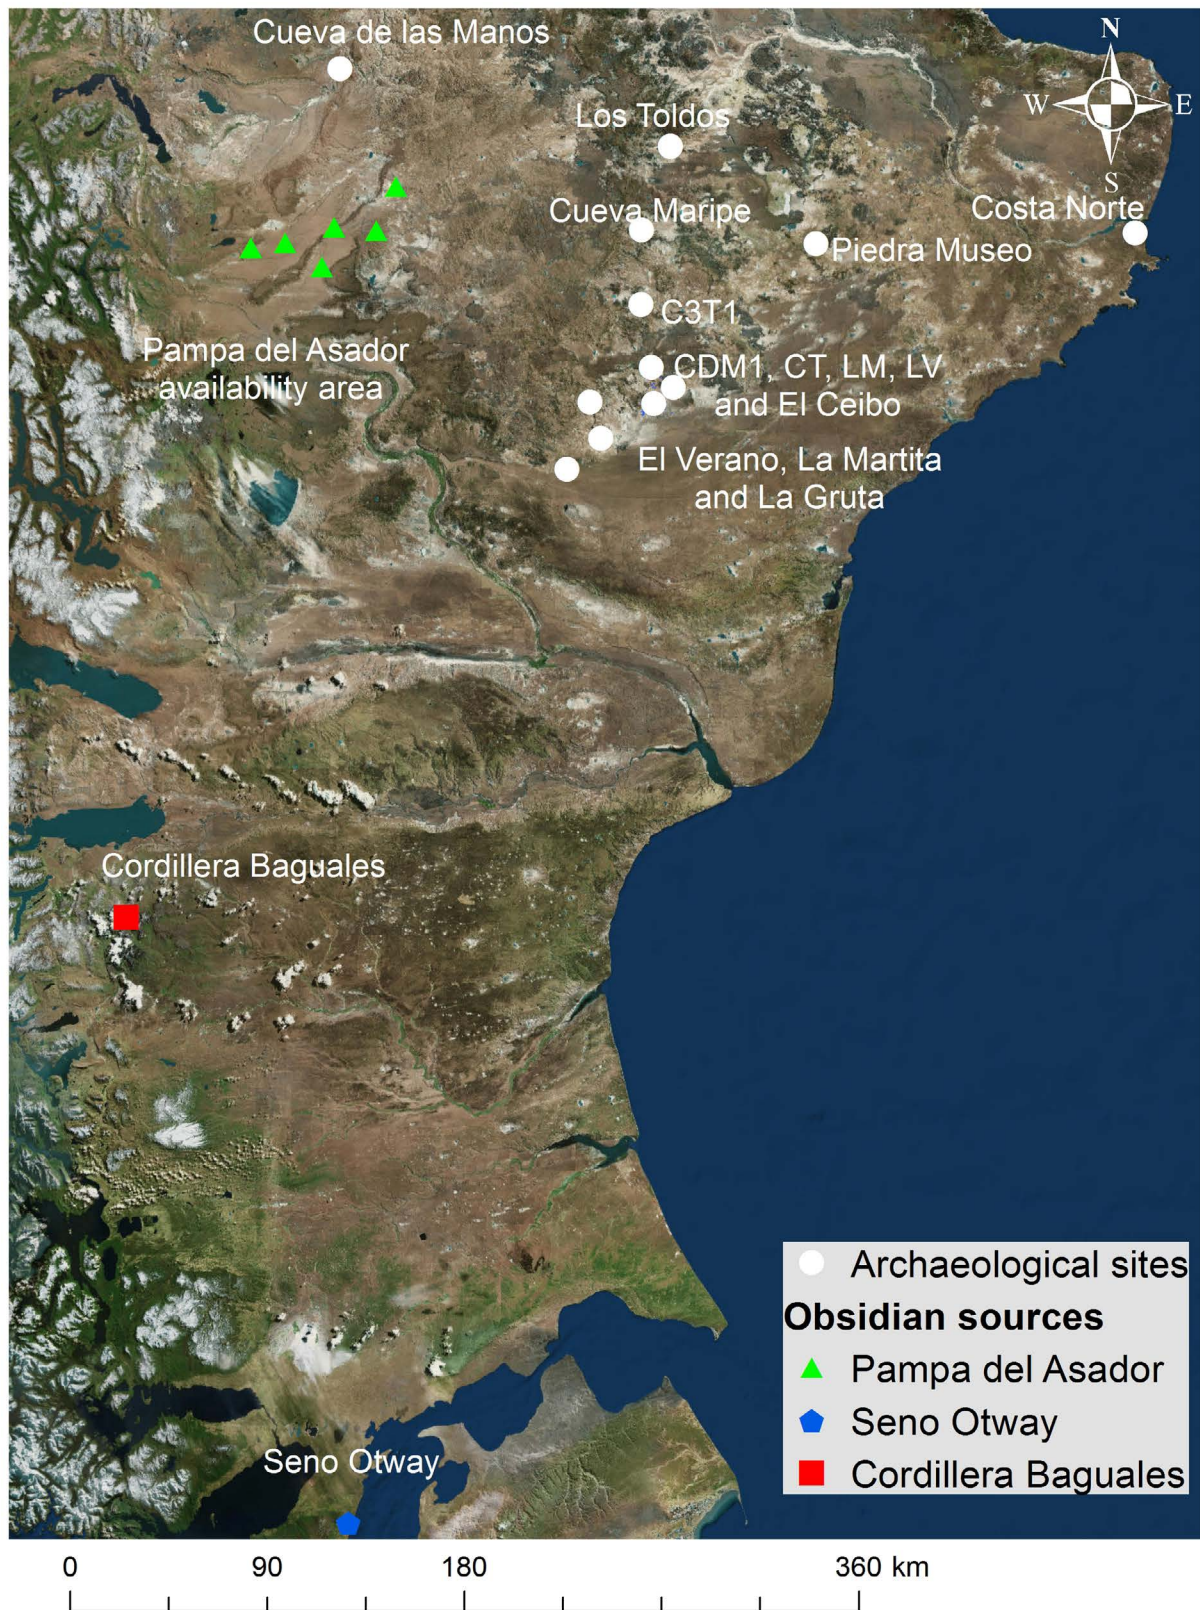 Cueva de las Manos
N
W
E
S
Los Toldos
Cueva Maripe
Costa Norte
Piedra Museo
C3T1
Pampa del Asador
availability area
CDM1, CT, LM, LV
and El Ceibo
El Verano, La Martita
and La Gruta
Cordillera Baguales
Archaeological sites
Obsidian sources
Pampa del Asador
Seno Otway
Cordillera Baguales
Seno Otway
0 90 180 360 km